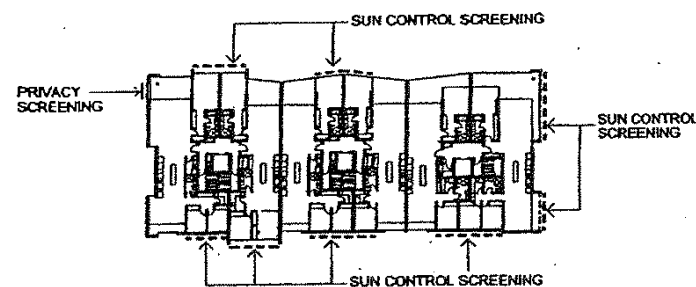 SUN CONTROL SCREENING
PRIVACY
SCREENING
SUN CONTROL
SCREENING
SUN CONTROL SCREENING